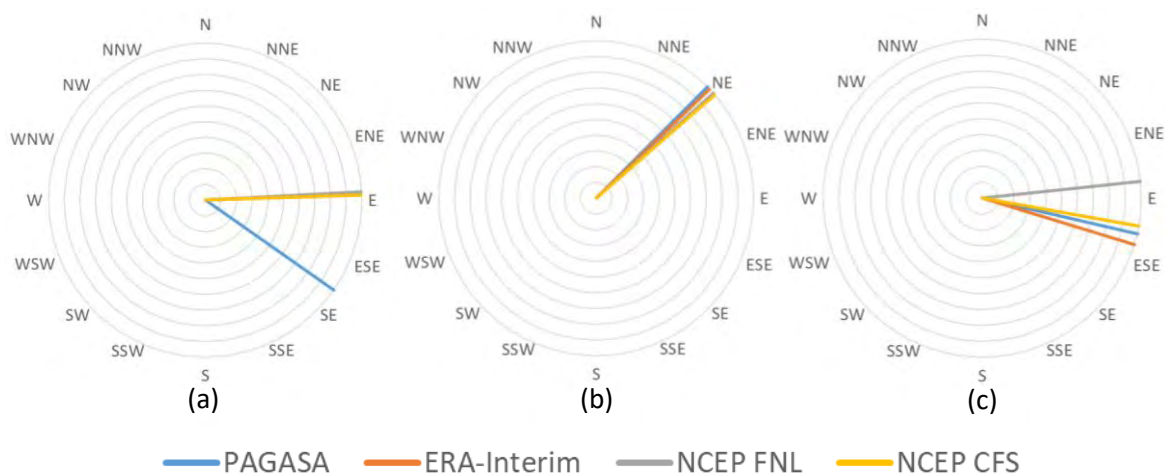 N
NNW NNE
NW NE
WNW ENE
W E
WSW ESE
SW SE
SSW SSE
S
(a)
N
NNW NNE
NW NE
WNW ENE
W E
WSW ESE
SW SE
SSW SSE
S
(b)
N
NNW NNE
NW NE
WNW ENE
W E
WSW ESE
SW SE
SSW SSE
S
(c)
PAGASA ERA-Interim NCEP FNL NCEP CFS